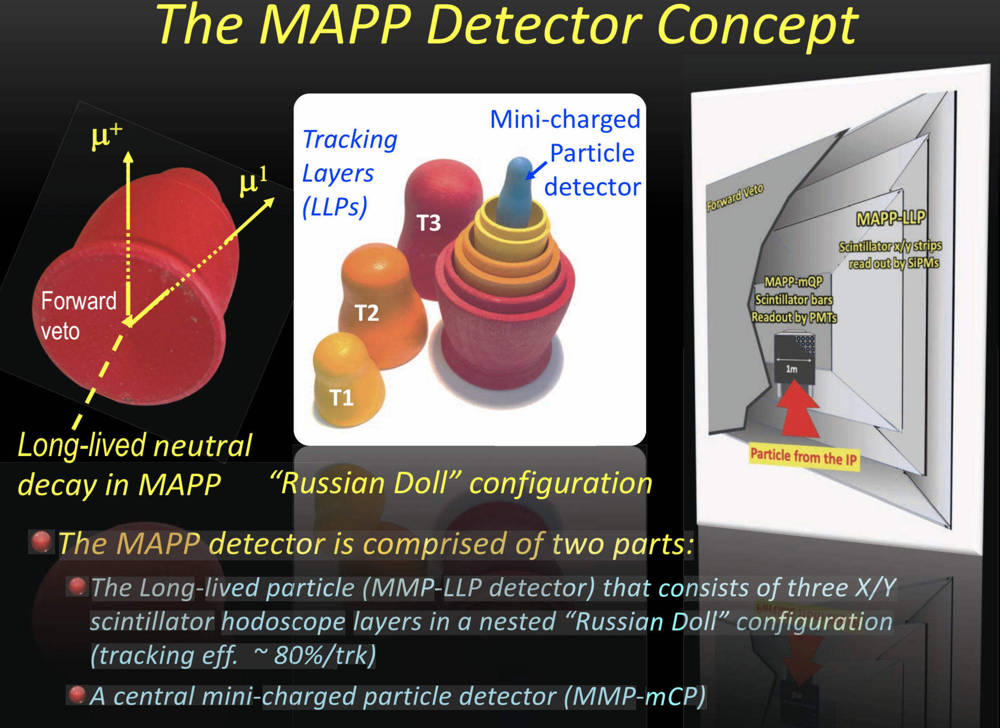 The MAPP Detector Concept
μ⁺
μ¹
Forward
veto
Long-lived neutral
decay in MAPP
Tracking
Layers
(LLPs)
Mini-charged
Particle
detector
T3
T2
T1
“Russian Doll” configuration
Forward Veto
MAPP-LLP
Scintillator x/y strips
read out by SiPMs
MAPP-mQP
Scintillator bars
Readout by PMTs
1m
Particle from the IP
The MAPP detector is comprised of two parts:
The Long-lived particle (MMP-LLP detector) that consists of three X/Y
scintillator hodoscope layers in a nested “Russian Doll” configuration
(tracking eff. ~ 80%/trk)
A central mini-charged particle detector (MMP-mCP)